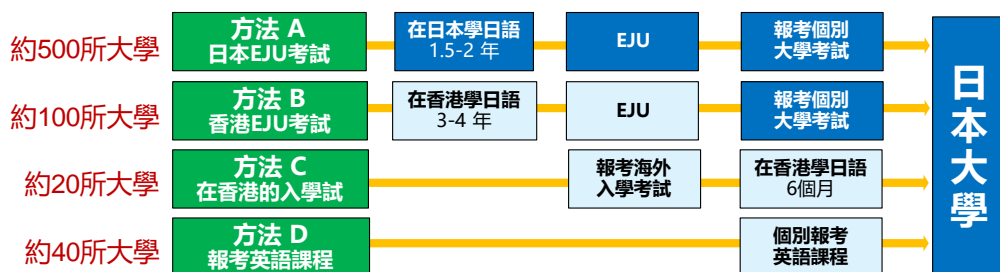 約500所大學
方法 A
日本EJU考試
在日本學日語
1.5-2 年
EJU
報考個別
大學考試
約100所大學
方法 B
香港EJU考試
在香港學日語
3-4 年
EJU
報考個別
大學考試
約20所大學
方法 C
在香港的入學試
報考海外
入學考試
在香港學日語
6個月
約40所大學
方法 D
報考英語課程
個別報考
英語課程
日本大學